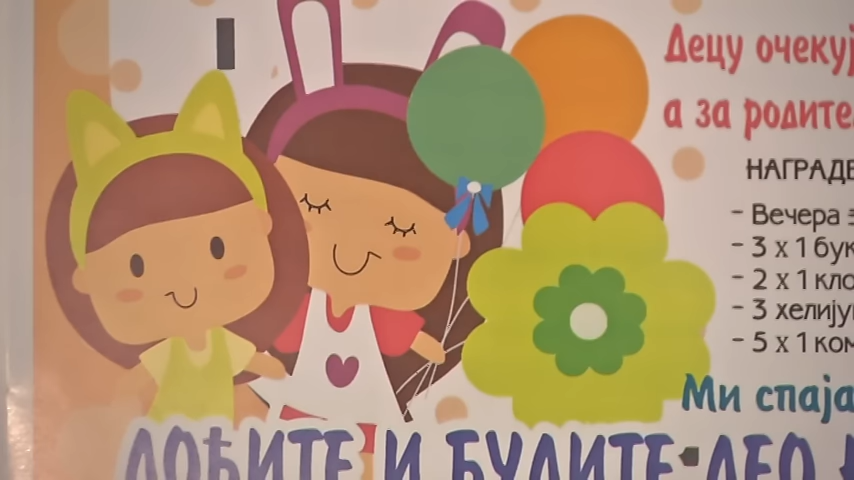 Децу очекуј
а за родите
НАГРАДЕ
- Вечера з
- 3 x 1 бук
- 2 x 1 кло
- 3 хелију
- 5 x 1 ком
Ми спаја
ДОЂИТЕ И БУДИТЕ ДЕО